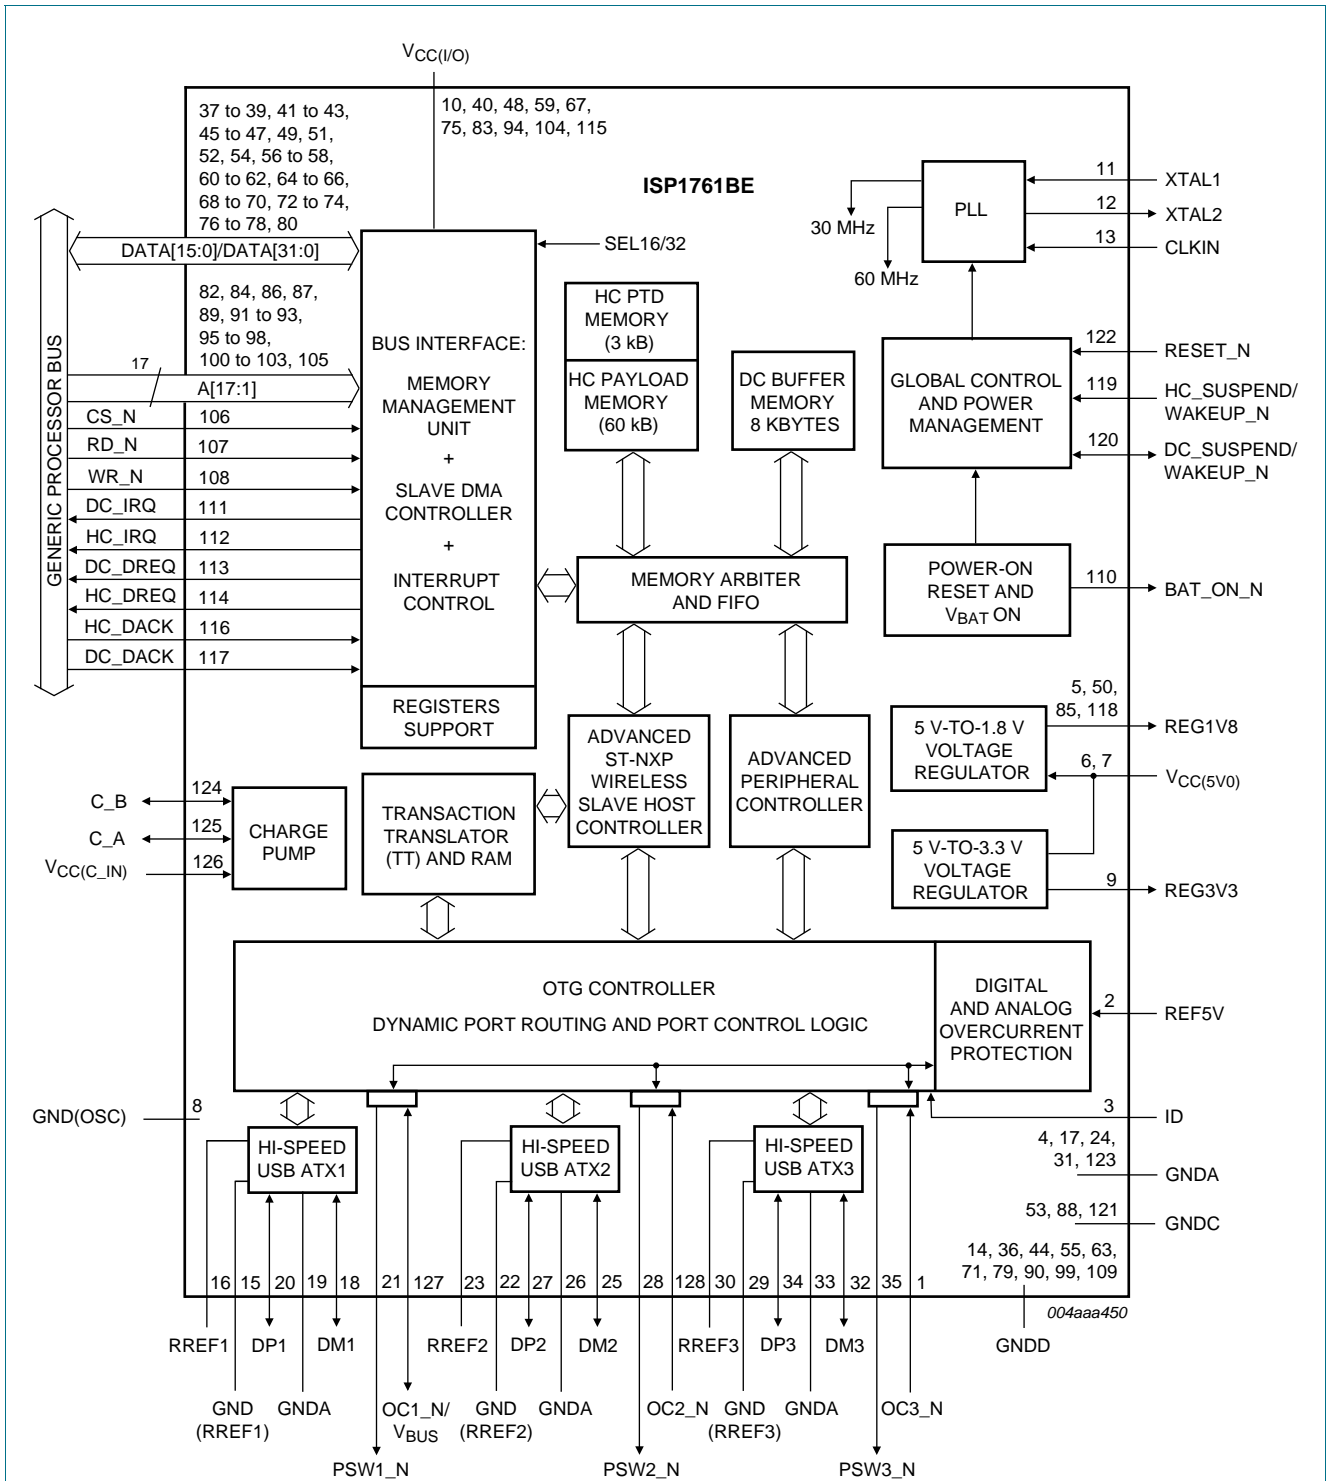 VCC(I/O)
37 to 39, 41 to 43,
45 to 47, 49, 51,
52, 54, 56 to 58,
60 to 62, 64 to 66,
68 to 70, 72 to 74,
76 to 78, 80
10, 40, 48, 59, 67,
75, 83, 94, 104, 115
ISP1761BE
DATA[15:0]/DATA[31:0]
SEL16/32
82, 84, 86, 87,
89, 91 to 93,
95 to 98,
100 to 103, 105
17
A[17:1]
GENERIC PROCESSOR BUS
CS_N 106
RD_N 107
WR_N 108
DC_IRQ 111
HC_IRQ 112
DC_DREQ 113
HC_DREQ 114
HC_DACK 116
DC_DACK 117
BUS INTERFACE:
MEMORY
MANAGEMENT
UNIT
+
SLAVE DMA
CONTROLLER
+
INTERRUPT
CONTROL
REGISTERS
SUPPORT
HC PTD
MEMORY
(3 kB)
HC PAYLOAD
MEMORY
(60 kB)
DC BUFFER
MEMORY
8 KBYTES
MEMORY ARBITER
AND FIFO
PLL
30 MHz
60 MHz
11 XTAL1
12 XTAL2
13 CLKIN
GLOBAL CONTROL
AND POWER
MANAGEMENT
122 RESET_N
119 HC_SUSPEND/
WAKEUP_N
120 DC_SUSPEND/
WAKEUP_N
POWER-ON
RESET AND
VBAT ON
110 BAT_ON_N
5 V-TO-1.8 V
VOLTAGE
REGULATOR
5, 50,
85, 118 REG1V8
6, 7 VCC(5V0)
5 V-TO-3.3 V
VOLTAGE
REGULATOR
9 REG3V3
ADVANCED
ST-NXP
WIRELESS
SLAVE HOST
CONTROLLER
ADVANCED
PERIPHERAL
CONTROLLER
C_B 124
C_A 125
VCC(C_IN) 126
CHARGE
PUMP
TRANSACTION
TRANSLATOR
(TT) AND RAM
OTG CONTROLLER
DYNAMIC PORT ROUTING AND PORT CONTROL LOGIC
DIGITAL
AND ANALOG
OVERCURRENT
PROTECTION
2 REF5V
GND(OSC) 8
3 ID
HI-SPEED
USB ATX1
HI-SPEED
USB ATX2
HI-SPEED
USB ATX3
4, 17, 24,
31, 123
GNDA
53, 88, 121
GNDC
14, 36, 44, 55, 63,
71, 79, 90, 99, 109
16 15 20 19 18 21 127 23 22 27 26 25 28 128 30 29 34 33 32 35 1
004aaa450
RREF1 DP1 DM1 RREF2 DP2 DM2 RREF3 DP3 DM3 GNDD
GND
(RREF1)
GNDA
OC1_N/
VBUS
GND
(RREF2)
GNDA
OC2_N
GND
(RREF3)
GNDA
OC3_N
PSW1_N PSW2_N PSW3_N